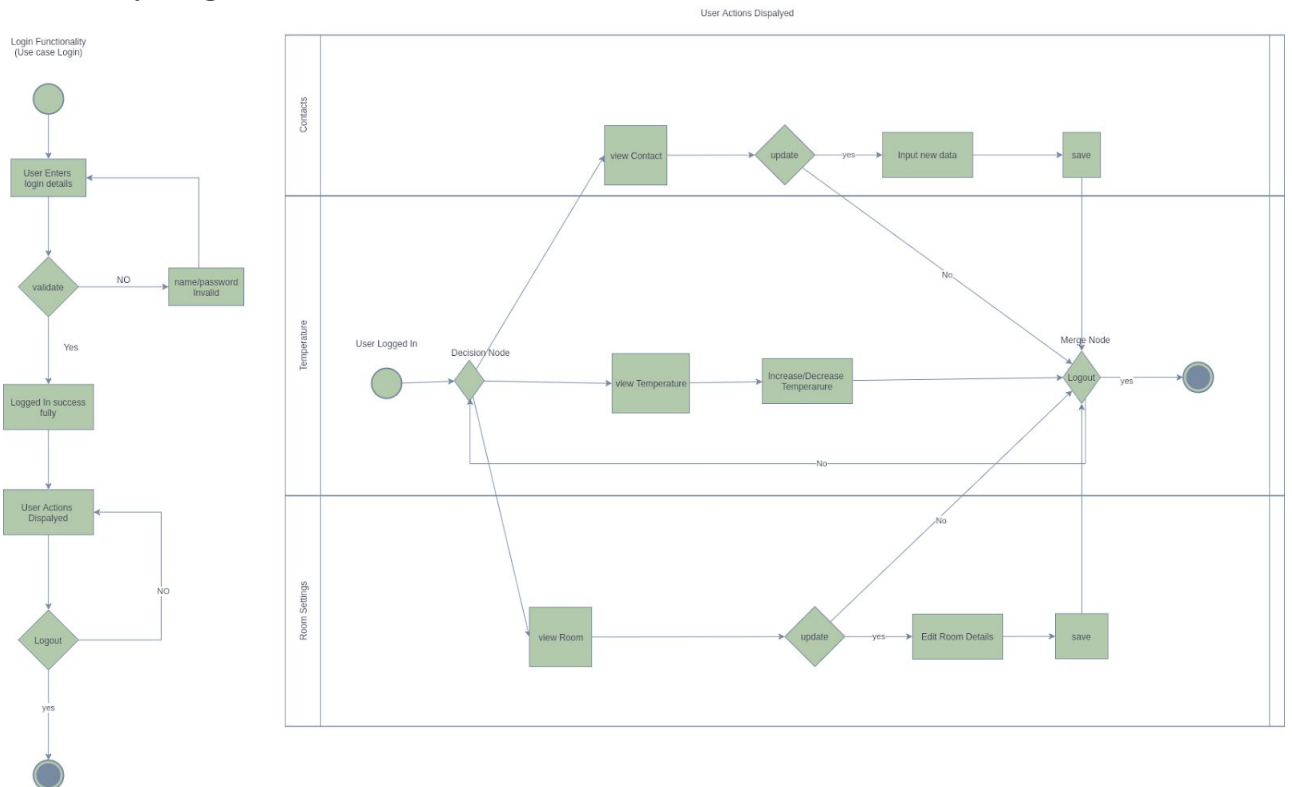 User Actions Dispalyed
Login Functionality
(Use case Login)
User Enters
login details
validate
NO
name/password
Invalid
Yes
Logged In success
fully
User Actions
Dispalyed
NO
Logout
yes
Contacts
view Contact
update
yes
Input new data
save
No
Temperature
User Logged In
Decision Node
view Temperature
Increase/Decrease
Temperarure
Merge Node
Logout
yes
No
Room Settings
No
view Room
update
yes
Edit Room Details
save